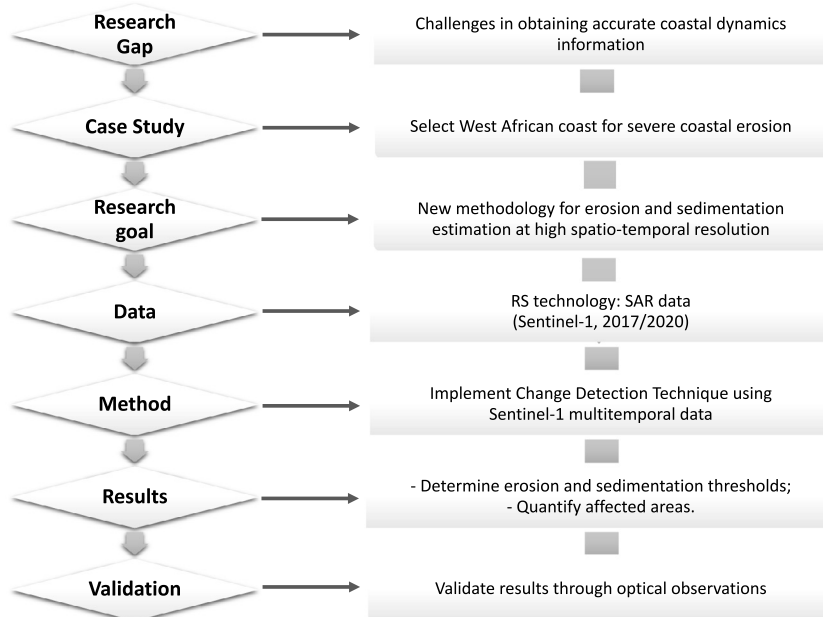 Research
Gap
Challenges in obtaining accurate coastal dynamics
information
Case Study
Select West African coast for severe coastal erosion
Research
goal
New methodology for erosion and sedimentation
estimation at high spatio-temporal resolution
Data
RS technology: SAR data
(Sentinel-1, 2017/2020)
Method
Implement Change Detection Technique using
Sentinel-1 multitemporal data
Results
- Determine erosion and sedimentation thresholds;
- Quantify affected areas.
Validation
Validate results through optical observations